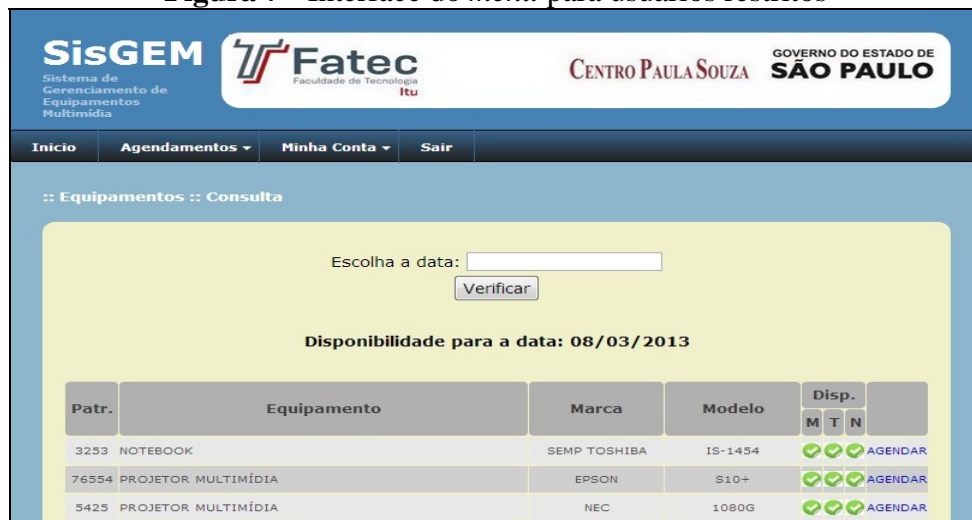 Figura 7 - Interface do menu para usuários restritos
SisGEM
Sistema de
Gerenciamento de
Equipamentos
Multimídia
Fatec
Faculdade de Tecnologia
Itu
CENTRO PAULA SOUZA
GOVERNO DO ESTADO DE
SÃO PAULO
Inicio Agendamentos Minha Conta Sair
:: Equipamentos :: Consulta
Escolha a data:
Verificar
Disponibilidade para a data: 08/03/2013
Patr. Equipamento Marca Modelo Disp.
M T N
3253 NOTEBOOK SEMP TOSHIBA IS-1454 AGENDAR
76554 PROJETOR MULTIMÍDIA EPSON S10+ AGENDAR
5425 PROJETOR MULTIMÍDIA NEC 1080G AGENDAR